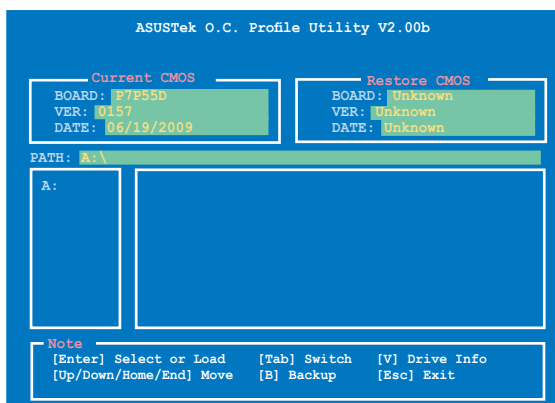 ASUSTek O.C. Profile Utility V2.00b
Current CMOS
BOARD: P7P55D
VER: 0157
DATE: 06/19/2009
Restore CMOS
BOARD: Unknown
VER: Unknown
DATE: Unknown
PATH: A:\
A:
Note
[Enter] Select or Load [Tab] Switch [V] Drive Info
[Up/Down/Home/End] Move [B] Backup [Esc] Exit